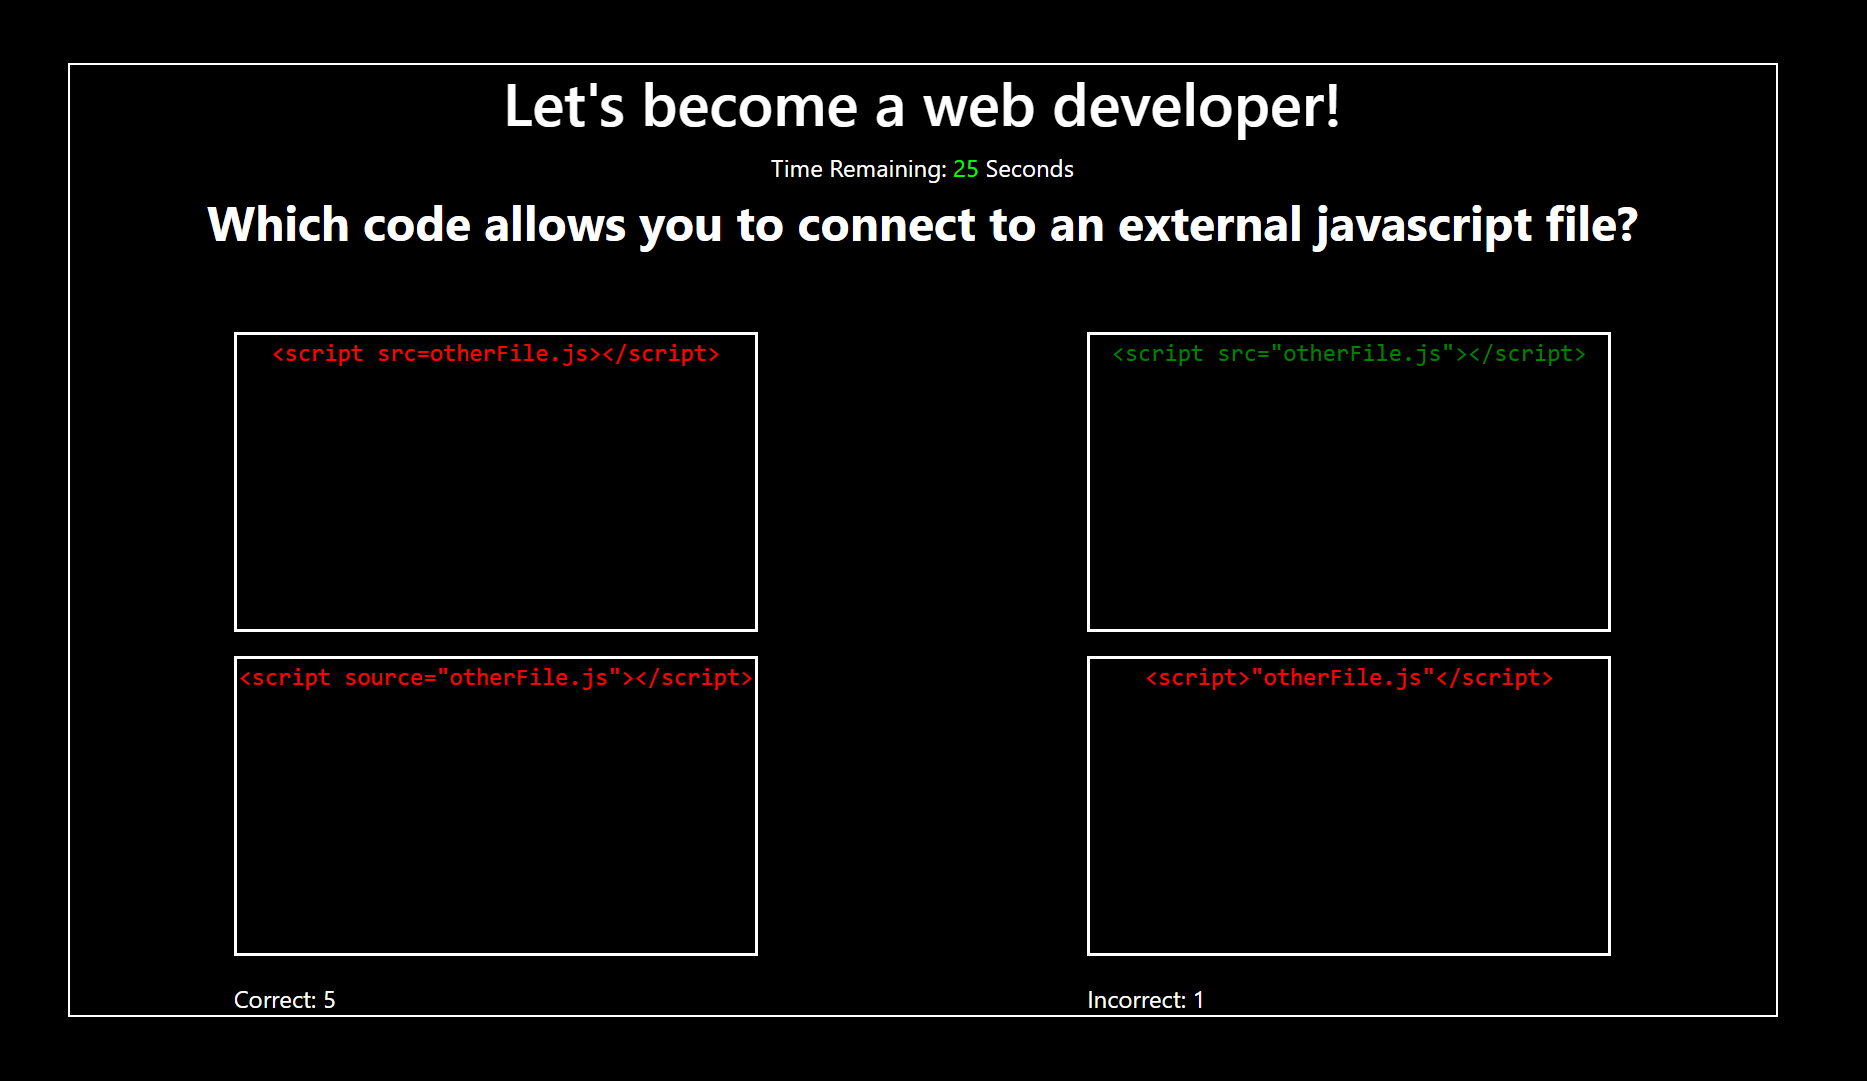 Let's become a web developer!
Time Remaining: 25 Seconds
Which code allows you to connect to an external javascript file?
<script src=otherFile.js></script>
<script src="otherFile.js"></script>
<script source="otherFile.js"></script>
<script>"otherFile.js"</script>
Correct: 5
Incorrect: 1